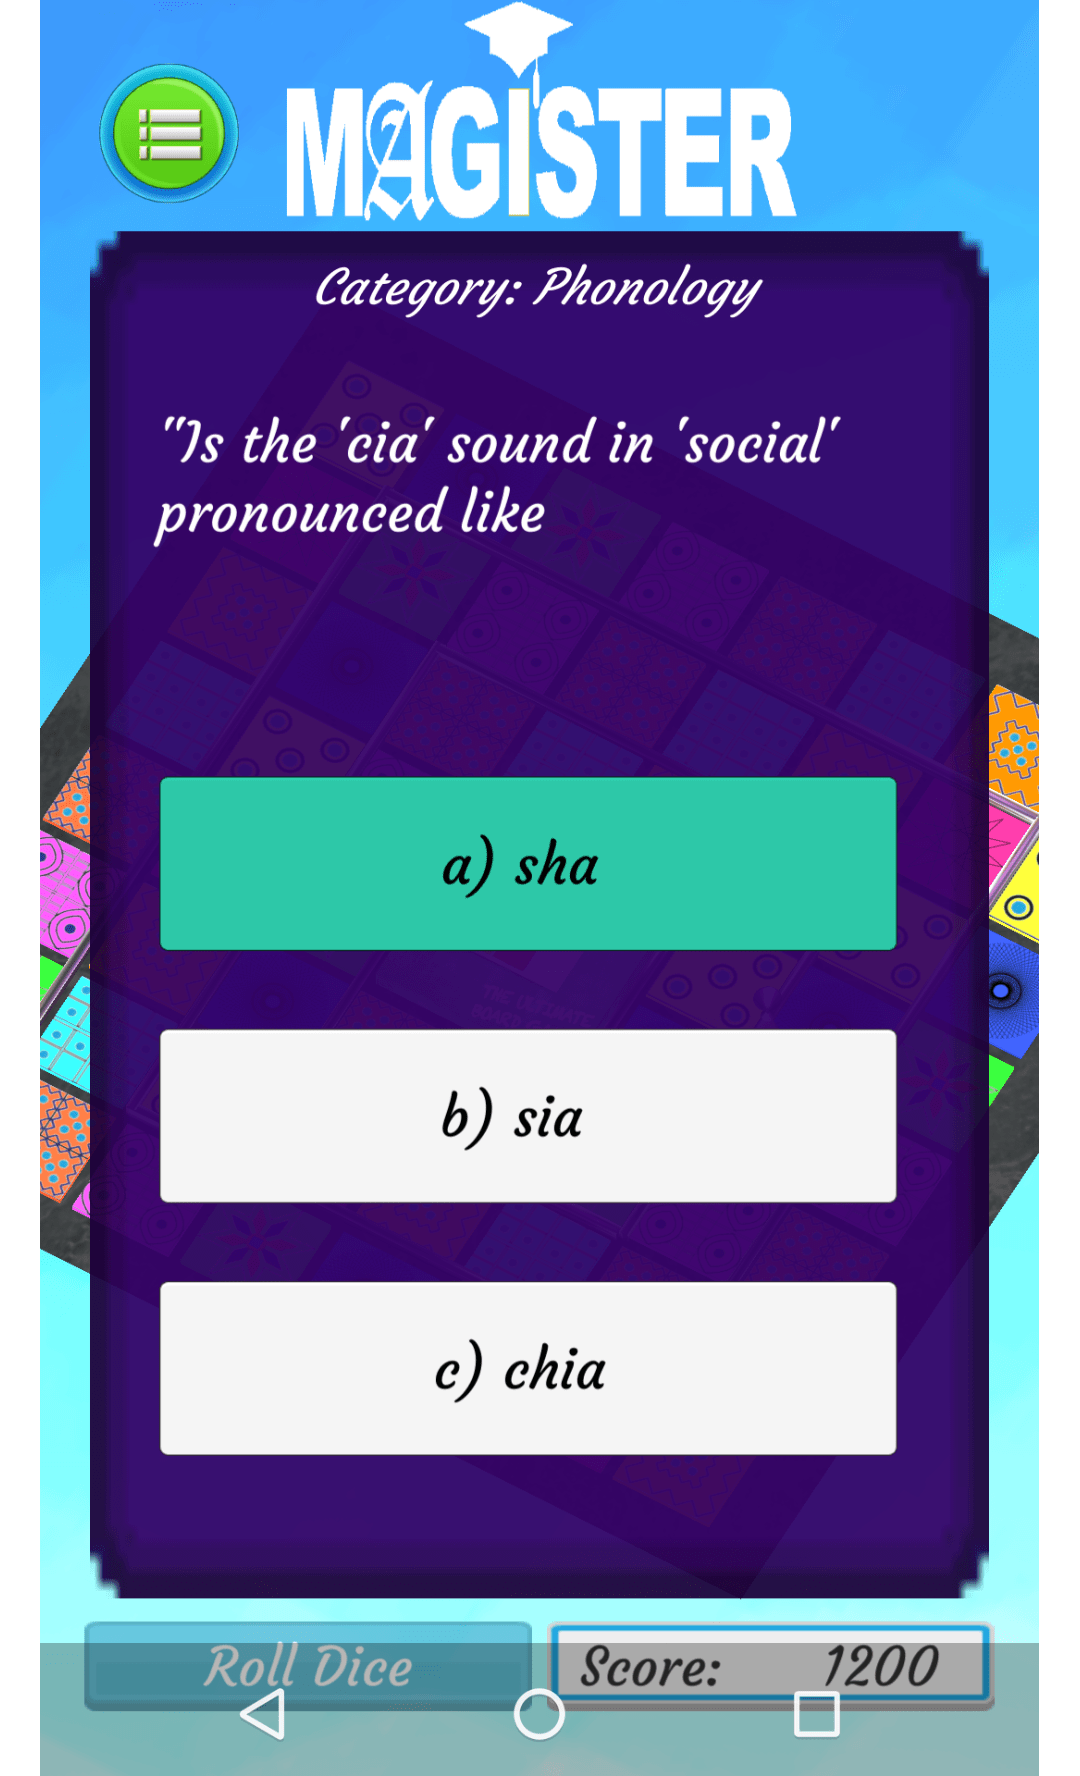 MAGISTER
Category: Phonology
"Is the 'cia' sound in 'social'
pronounced like
a) sha
b) sia
c) chia
Roll Dice
Score: 1200